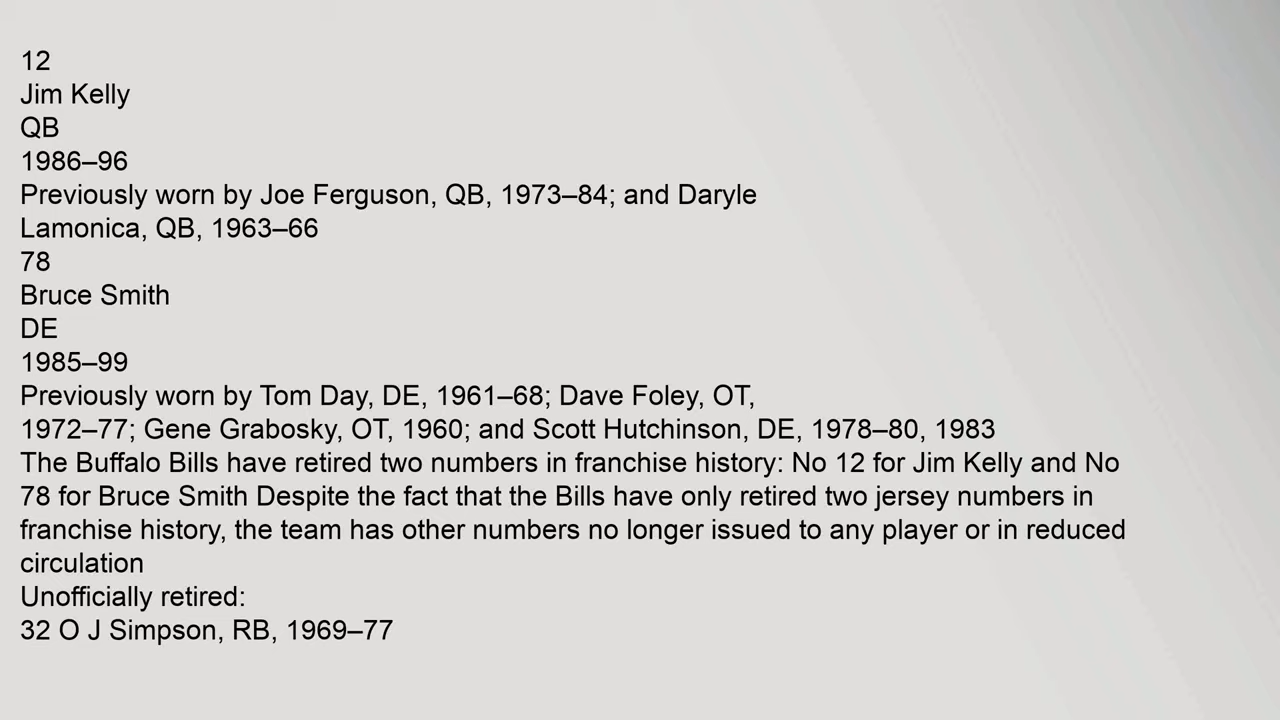 12
Jim Kelly
QB
1986–96
Previously worn by Joe Ferguson, QB, 1973–84; and Daryle
Lamonica, QB, 1963–66
78
Bruce Smith
DE
1985–99
Previously worn by Tom Day, DE, 1961–68; Dave Foley, OT,
1972–77; Gene Grabosky, OT, 1960; and Scott Hutchinson, DE, 1978–80, 1983
The Buffalo Bills have retired two numbers in franchise history: No 12 for Jim Kelly and No
78 for Bruce Smith Despite the fact that the Bills have only retired two jersey numbers in
franchise history, the team has other numbers no longer issued to any player or in reduced
circulation
Unofficially retired:
32 O J Simpson, RB, 1969–77